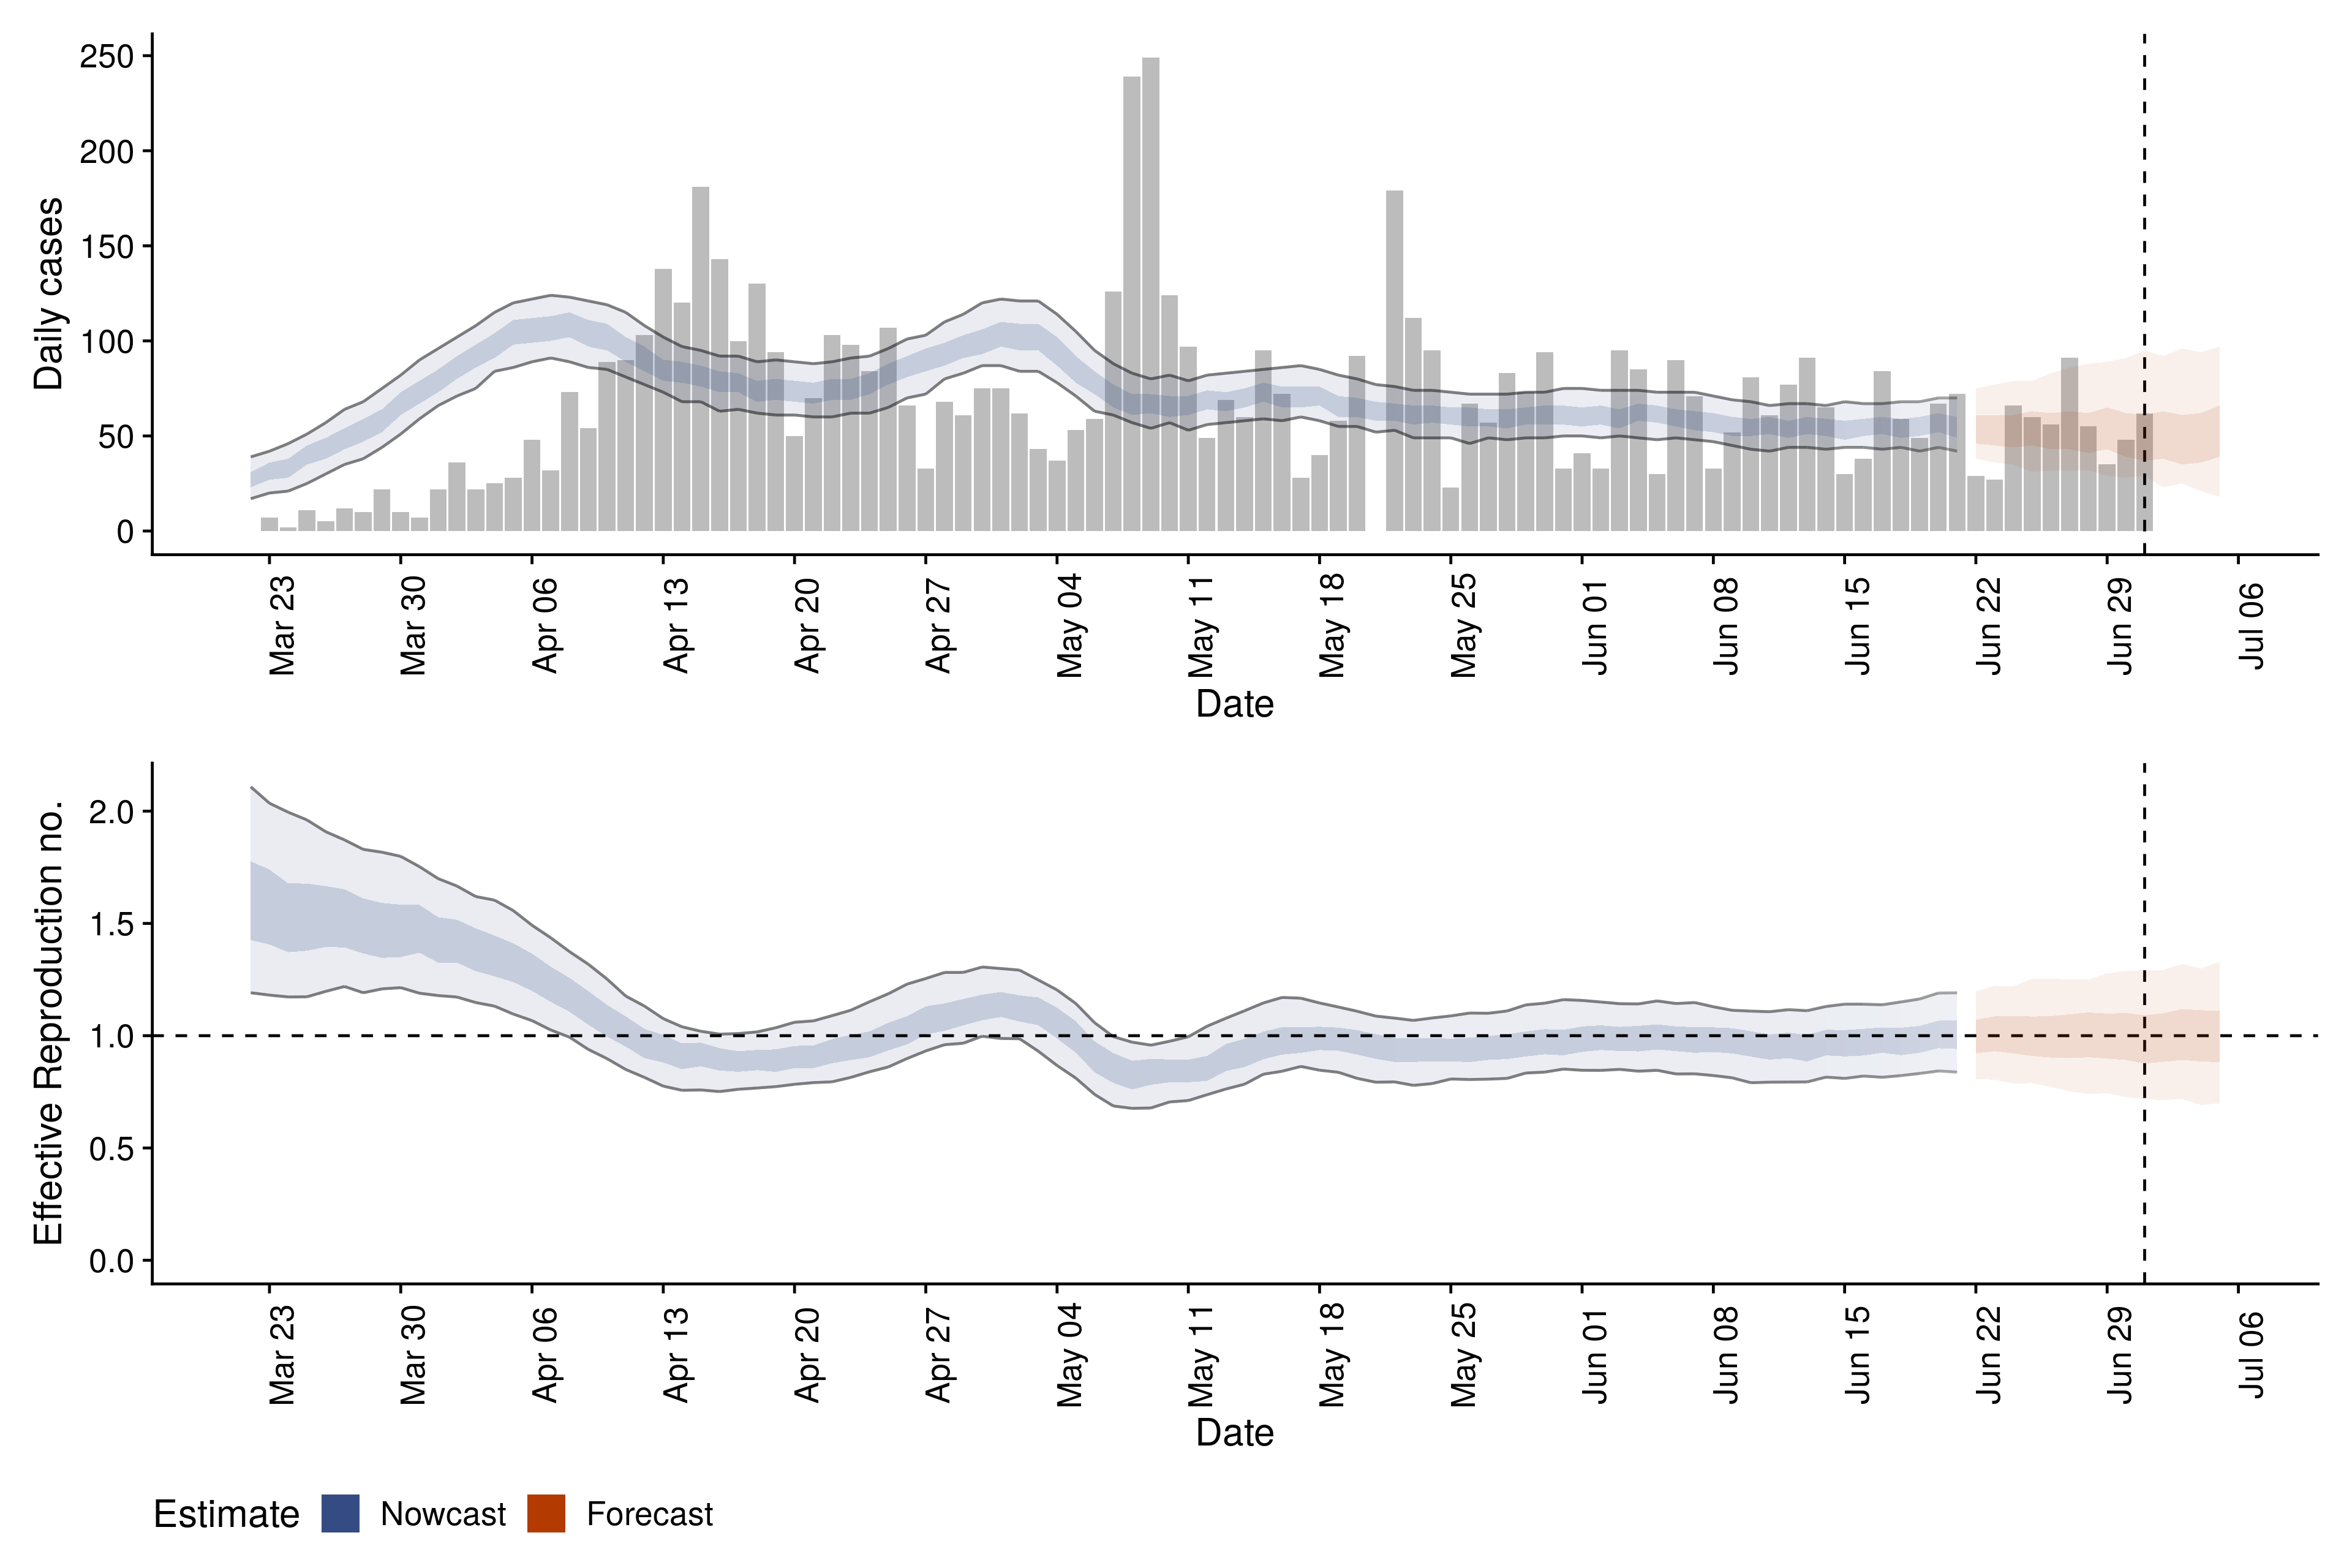 Daily cases
250
200
150
100
50
0
Mar 23
Mar 30
Apr 06
Apr 13
Apr 20
Apr 27
May 04
May 11
May 18
May 25
Jun 01
Jun 08
Jun 15
Jun 22
Jun 29
Jul 06
Date
Effective Reproduction no.
2.0
1.5
1.0
0.5
0.0
Mar 23
Mar 30
Apr 06
Apr 13
Apr 20
Apr 27
May 04
May 11
May 18
May 25
Jun 01
Jun 08
Jun 15
Jun 22
Jun 29
Jul 06
Date
Estimate Nowcast Forecast